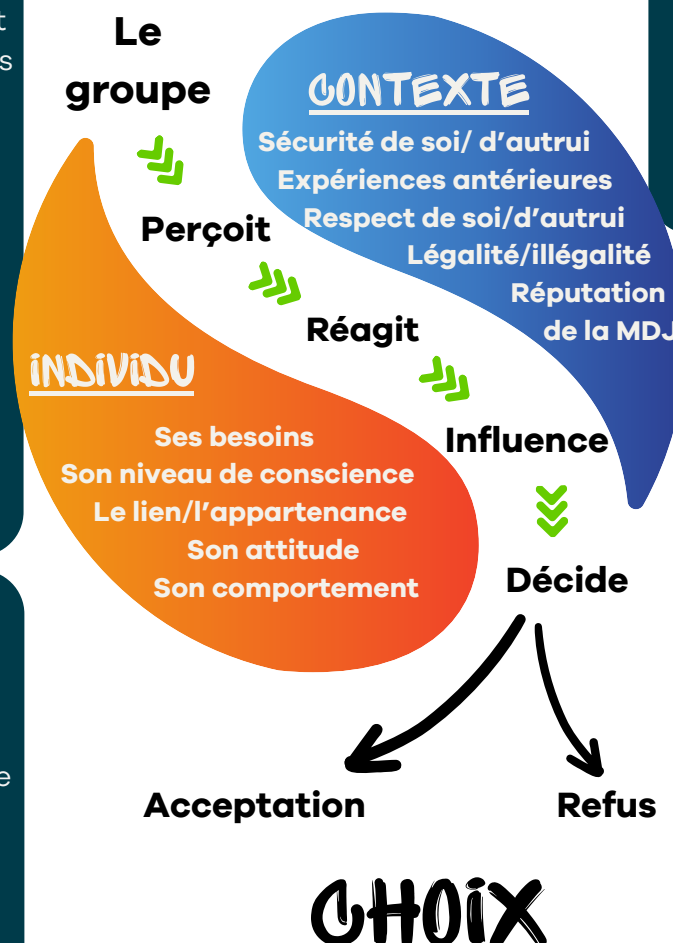 Le
groupe
CONTEXTE
Sécurité de soi/ d'autrui
Expériences antérieures
Respect de soi/d'autrui
Légalité/illégalité
Réputation
de la MDJ
Perçoit
Réagit
Influence
Décide
iNDiViDU
Ses besoins
Son niveau de conscience
Le lien/l'appartenance
Son attitude
Son comportement
Acceptation
Refus
CHOiX